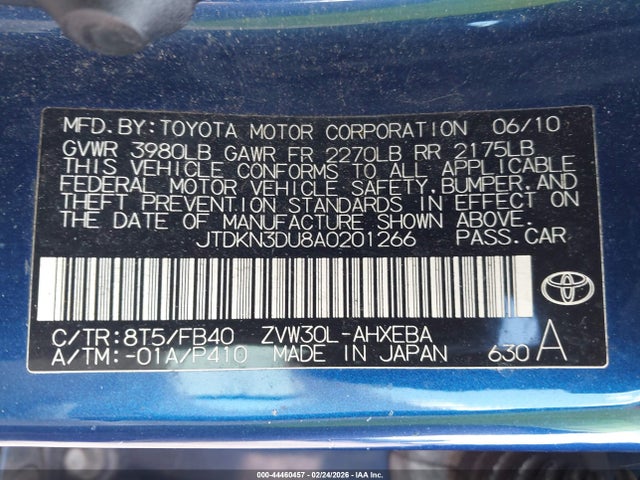 MFD.BY:TOYOTA MOTOR CORPORATION 06/10
GVWR 3980LB GAWR FR 2270LB RR 2175LB
THIS VEHICLE CONFORMS TO ALL APPLICABLE
FEDERAL MOTOR VEHICLE SAFETY,BUMPER,AND
THEFT PREVENTION STANDARDS IN EFFECT ON
THE DATE OF MANUFACTURE SHOWN ABOVE.
JTDKN3DU8A0201266 PASS.CAR
C/TR:8T5/FB40 ZVW30L-AHXEBA
A/TM:-01A/P410 MADE IN JAPAN 630 A
000-44460457 - 02/24/2026 - IAA Inc.